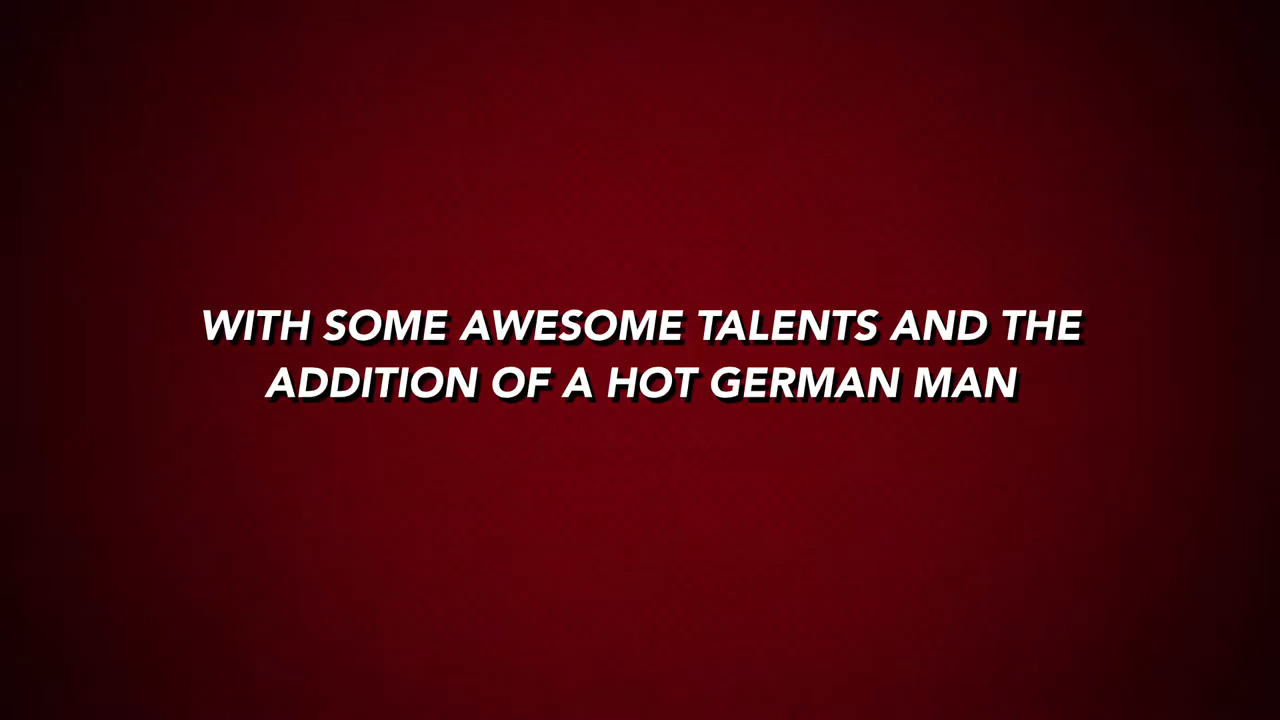 WITH SOME AWESOME TALENTS AND THE
ADDITION OF A HOT GERMAN MAN